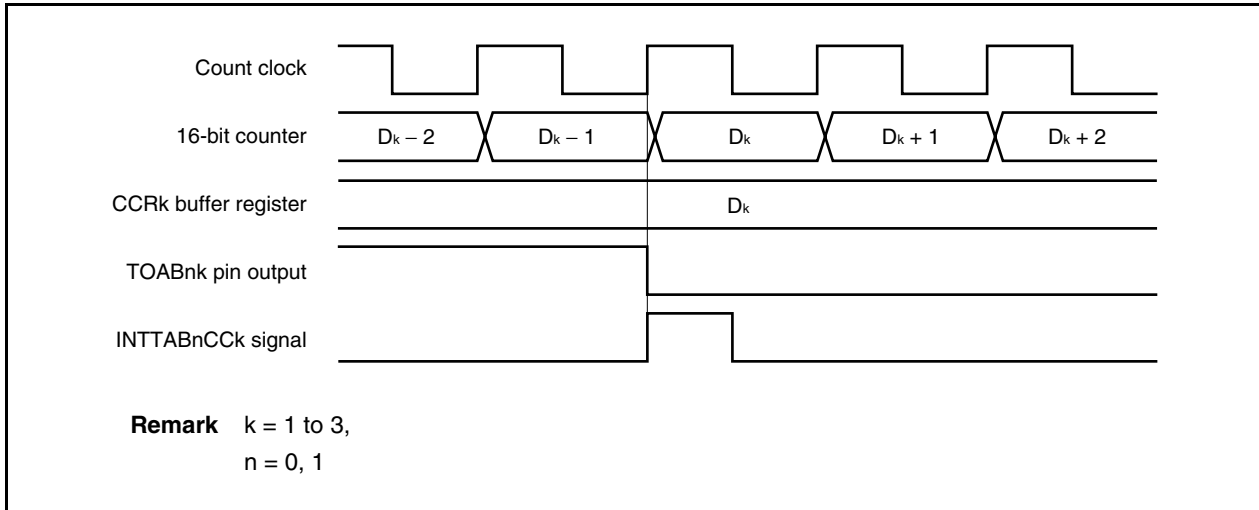 Count clock
16-bit counter Dk − 2 Dk − 1 Dk Dk + 1 Dk + 2
CCRk buffer register Dk
TOABnk pin output
INTTABnCCk signal
Remark k = 1 to 3,
n = 0, 1